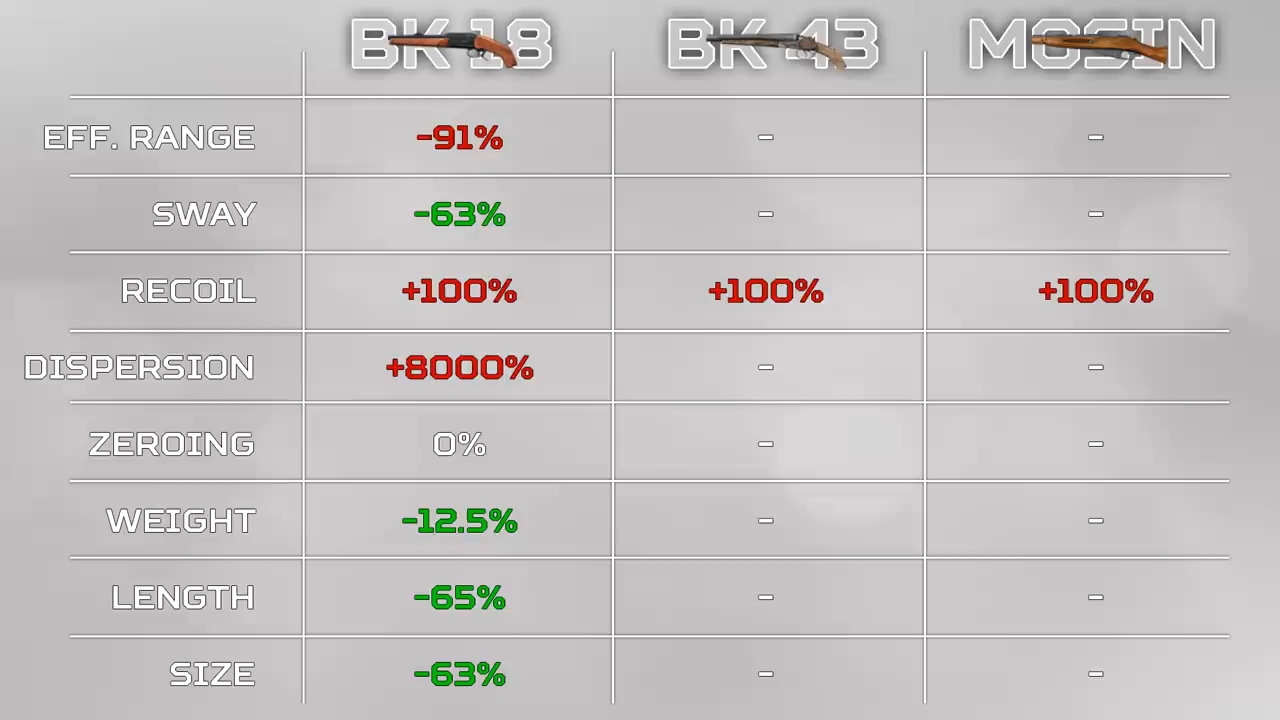 BK-18 BK-43 MOSIN
EFF. RANGE -91% - -
SWAY -63% - -
RECOIL +100% +100% +100%
DISPERSION +8000% - -
ZEROING 0% - -
WEIGHT -12.5% - -
LENGTH -65% - -
SIZE -63% - -